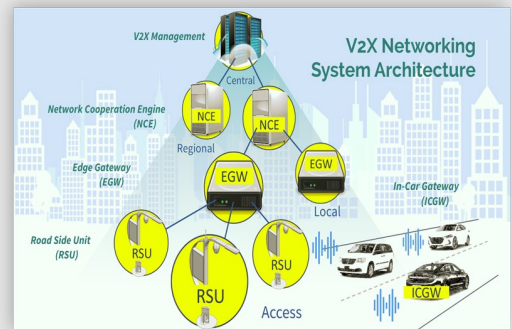 V2X Management
V2X Networking
System Architecture
Central
Network Cooperation Engine
(NCE)
NCE
NCE
Regional
Edge Gateway
(EGW)
EGW
EGW
In-Car Gateway
(ICGW)
Local
Road Side Unit
(RSU)
RSU
RSU
RSU
ICGW
Access